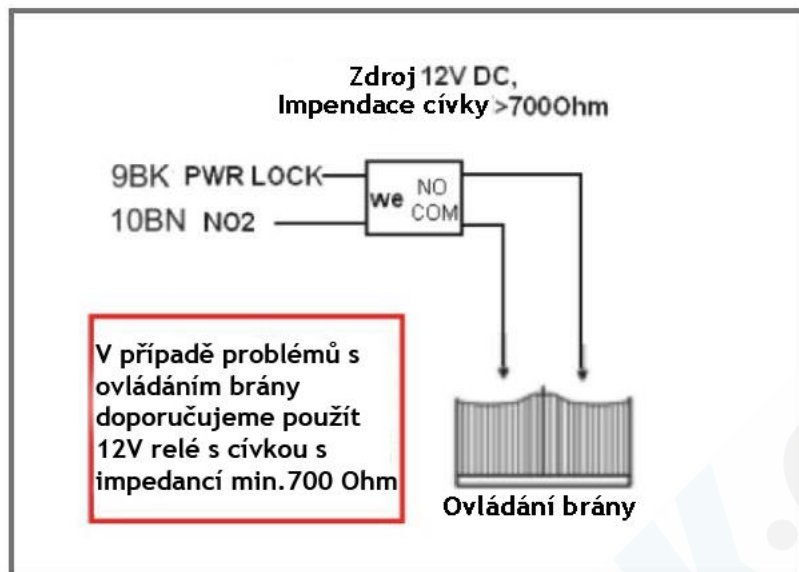 Zdroj 12V DC,
Impendace cívky >700Ohm
9BK PWR LOCK
10BN NO2
we NO
COM
V případě problémů s
ovládáním brány
doporučujeme použít
12V relé s cívkou s
impedancí min.700 Ohm
Ovládání brány